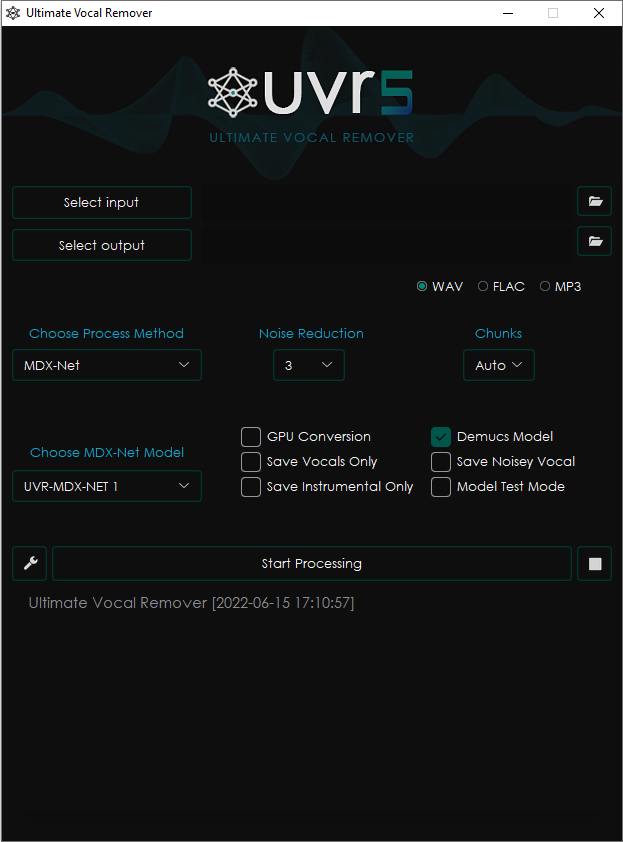 Ultimate Vocal Remover
uvr5
ULTIMATE VOCAL REMOVER
Select input
Select output
WAV FLAC MP3
Choose Process Method Noise Reduction Chunks
MDX-Net 3 Auto
GPU Conversion Demucs Model
Choose MDX-Net Model Save Vocals Only Save Noisey Vocal
UVR-MDX-NET 1 Save Instrumental Only Model Test Mode
Start Processing
Ultimate Vocal Remover [2022-06-15 17:10:57]